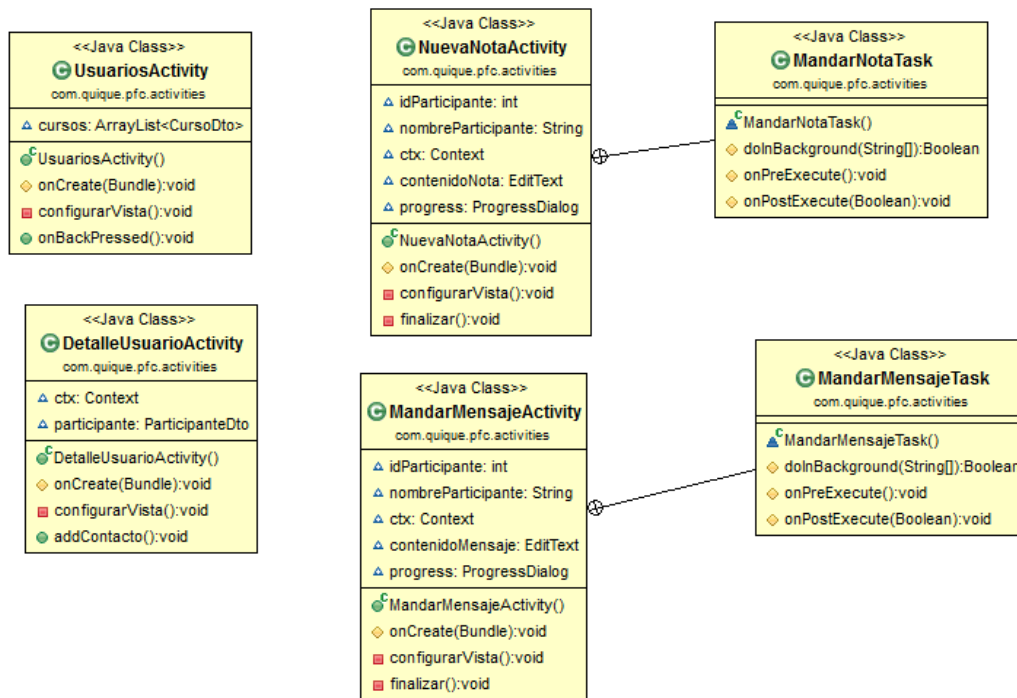 <<Java Class>>
UsuariosActivity
com.quique.pfc.activities
cursos: ArrayList<CursoDto>
UsuariosActivity()
onCreate(Bundle):void
configurarVista():void
onBackPressed():void
<<Java Class>>
NuevaNotaActivity
com.quique.pfc.activities
idParticipante: int
nombreParticipante: String
ctx: Context
contenidoNota: EditText
progress: ProgressDialog
NuevaNotaActivity()
onCreate(Bundle):void
configurarVista():void
finalizar():void
<<Java Class>>
MandarNotaTask
com.quique.pfc.activities
MandarNotaTask()
doInBackground(String[]):Boolean
onPreExecute():void
onPostExecute(Boolean):void
<<Java Class>>
DetalleUsuarioActivity
com.quique.pfc.activities
ctx: Context
participante: ParticipanteDto
DetalleUsuarioActivity()
onCreate(Bundle):void
configurarVista():void
addContacto():void
<<Java Class>>
MandarMensajeActivity
com.quique.pfc.activities
idParticipante: int
nombreParticipante: String
ctx: Context
contenidoMensaje: EditText
progress: ProgressDialog
MandarMensajeActivity()
onCreate(Bundle):void
configurarVista():void
finalizar():void
<<Java Class>>
MandarMensajeTask
com.quique.pfc.activities
MandarMensajeTask()
doInBackground(String[]):Boolean
onPreExecute():void
onPostExecute(Boolean):void